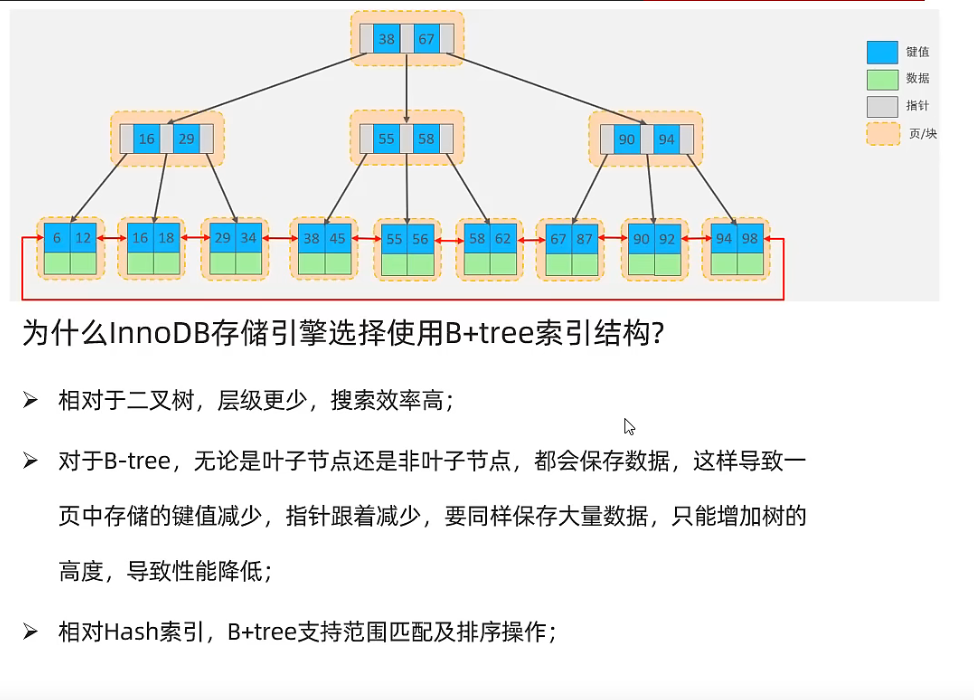 38 67
键值
数据
指针
页/块
16 29 55 58 90 94
6 12 16 18 29 34 38 45 55 56 58 62 67 87 90 92 94 98
为什么InnoDB存储引擎选择使用B+tree索引结构?
➢ 相对于二叉树，层级更少，搜索效率高；
➢ 对于B-tree，无论是叶子节点还是非叶子节点，都会保存数据，这样导致一
页中存储的键值减少，指针跟着减少，要同样保存大量数据，只能增加树的
高度，导致性能降低；
➢ 相对Hash索引，B+tree支持范围匹配及排序操作；